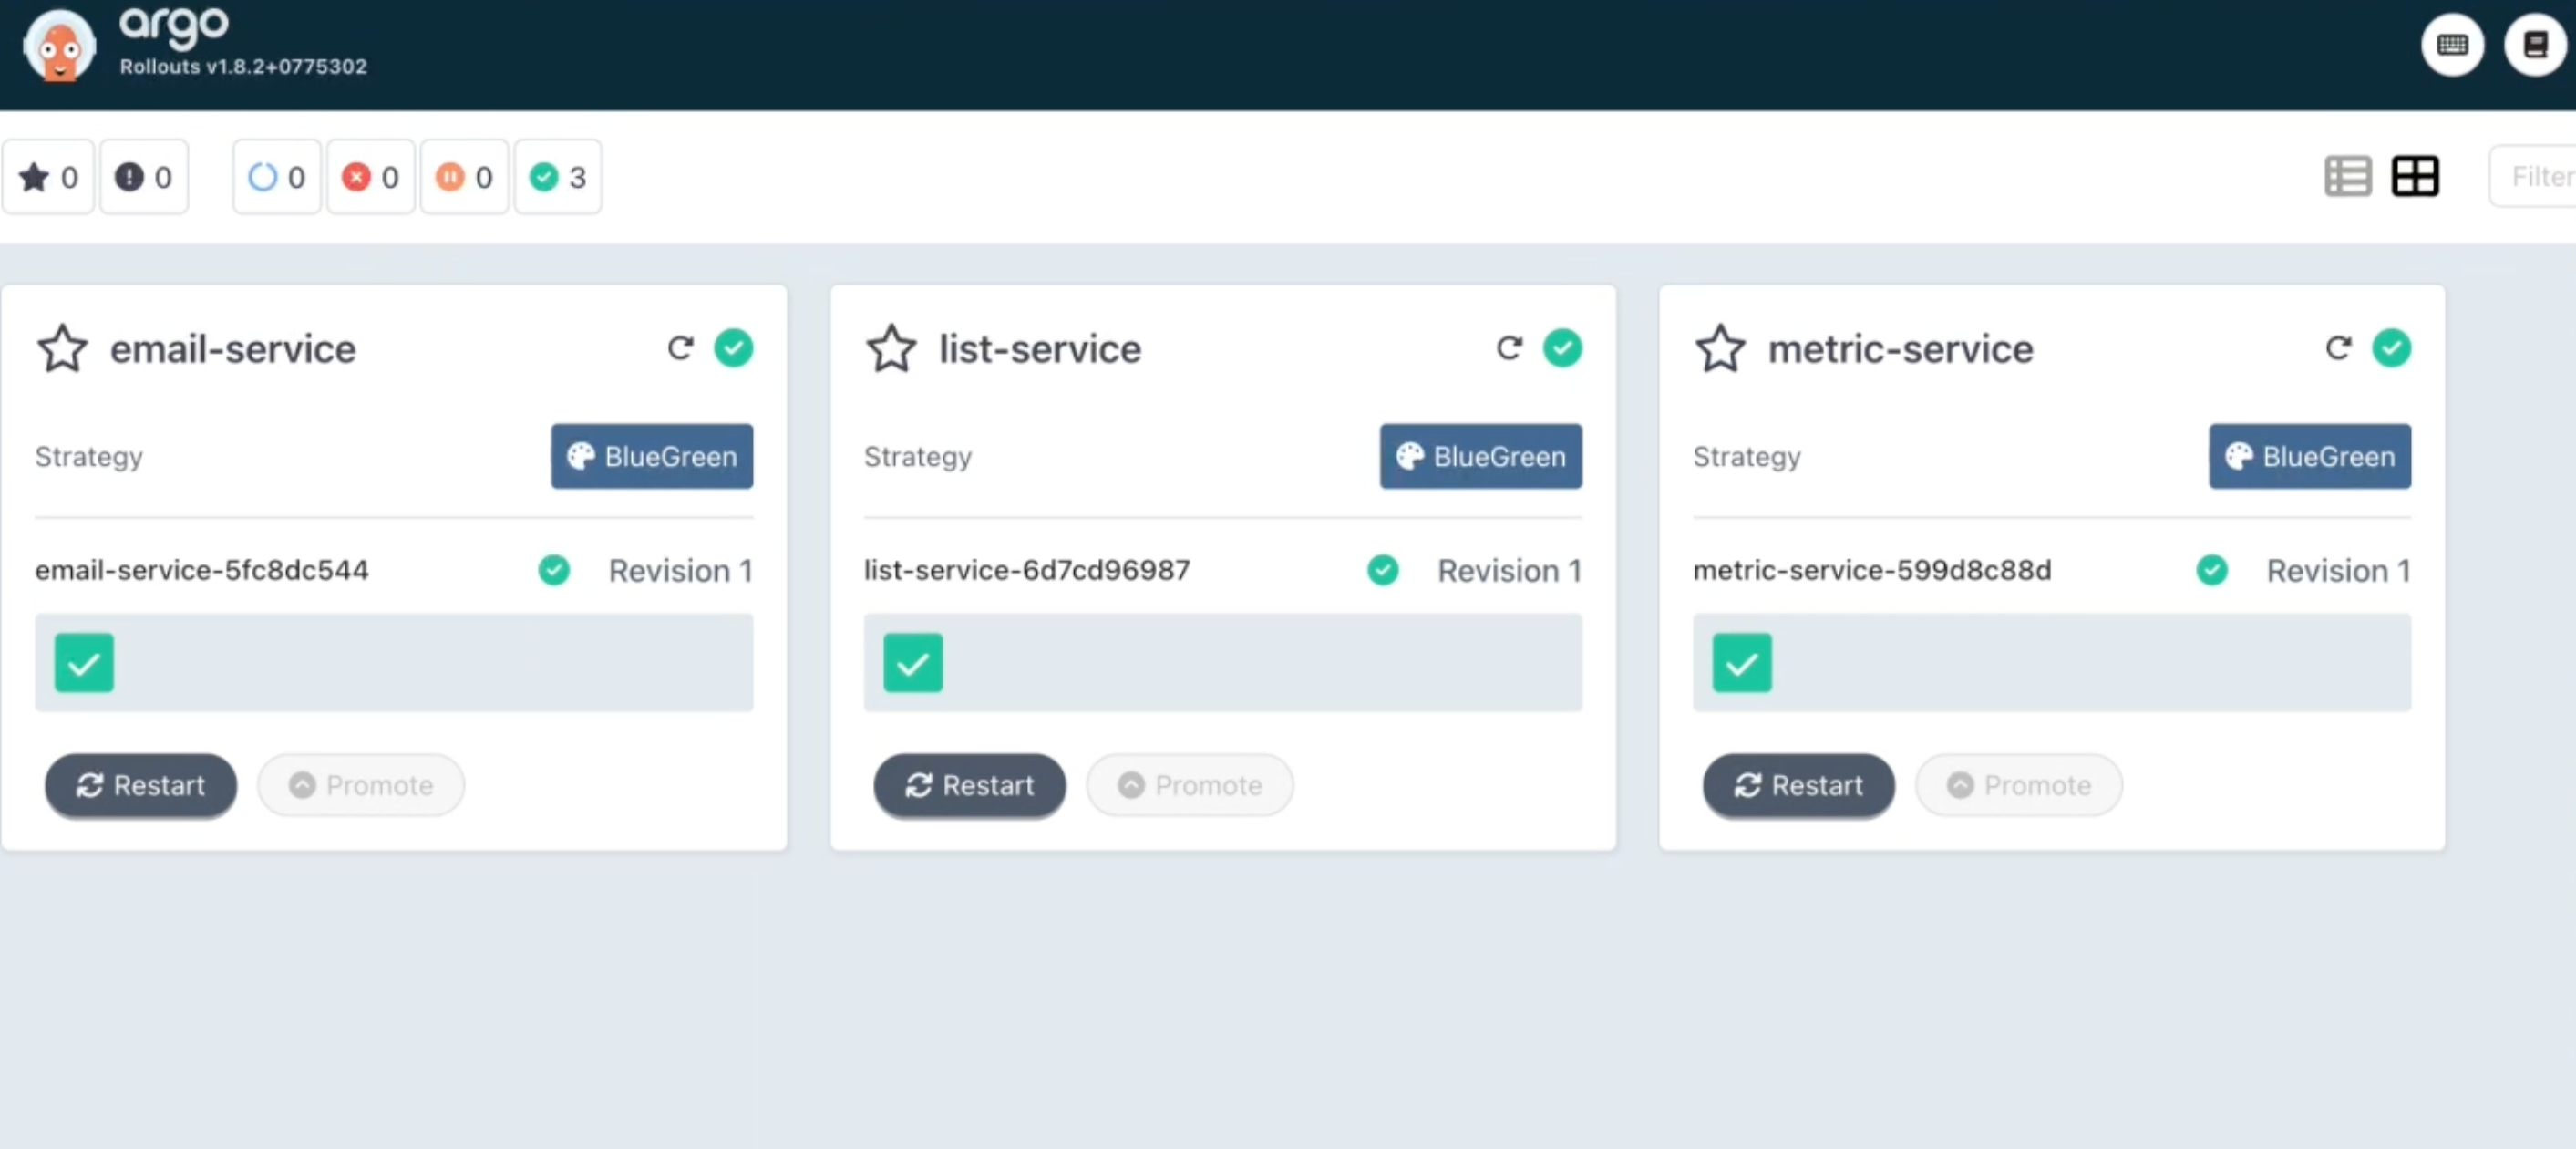 argo
Rollouts v1.8.2+0775302
0 0 0 0 0 3
Filter
email-service
Strategy BlueGreen
email-service-5fc8dc544 Revision 1
Restart Promote
list-service
Strategy BlueGreen
list-service-6d7cd96987 Revision 1
Restart Promote
metric-service
Strategy BlueGreen
metric-service-599d8c88d Revision 1
Restart Promote